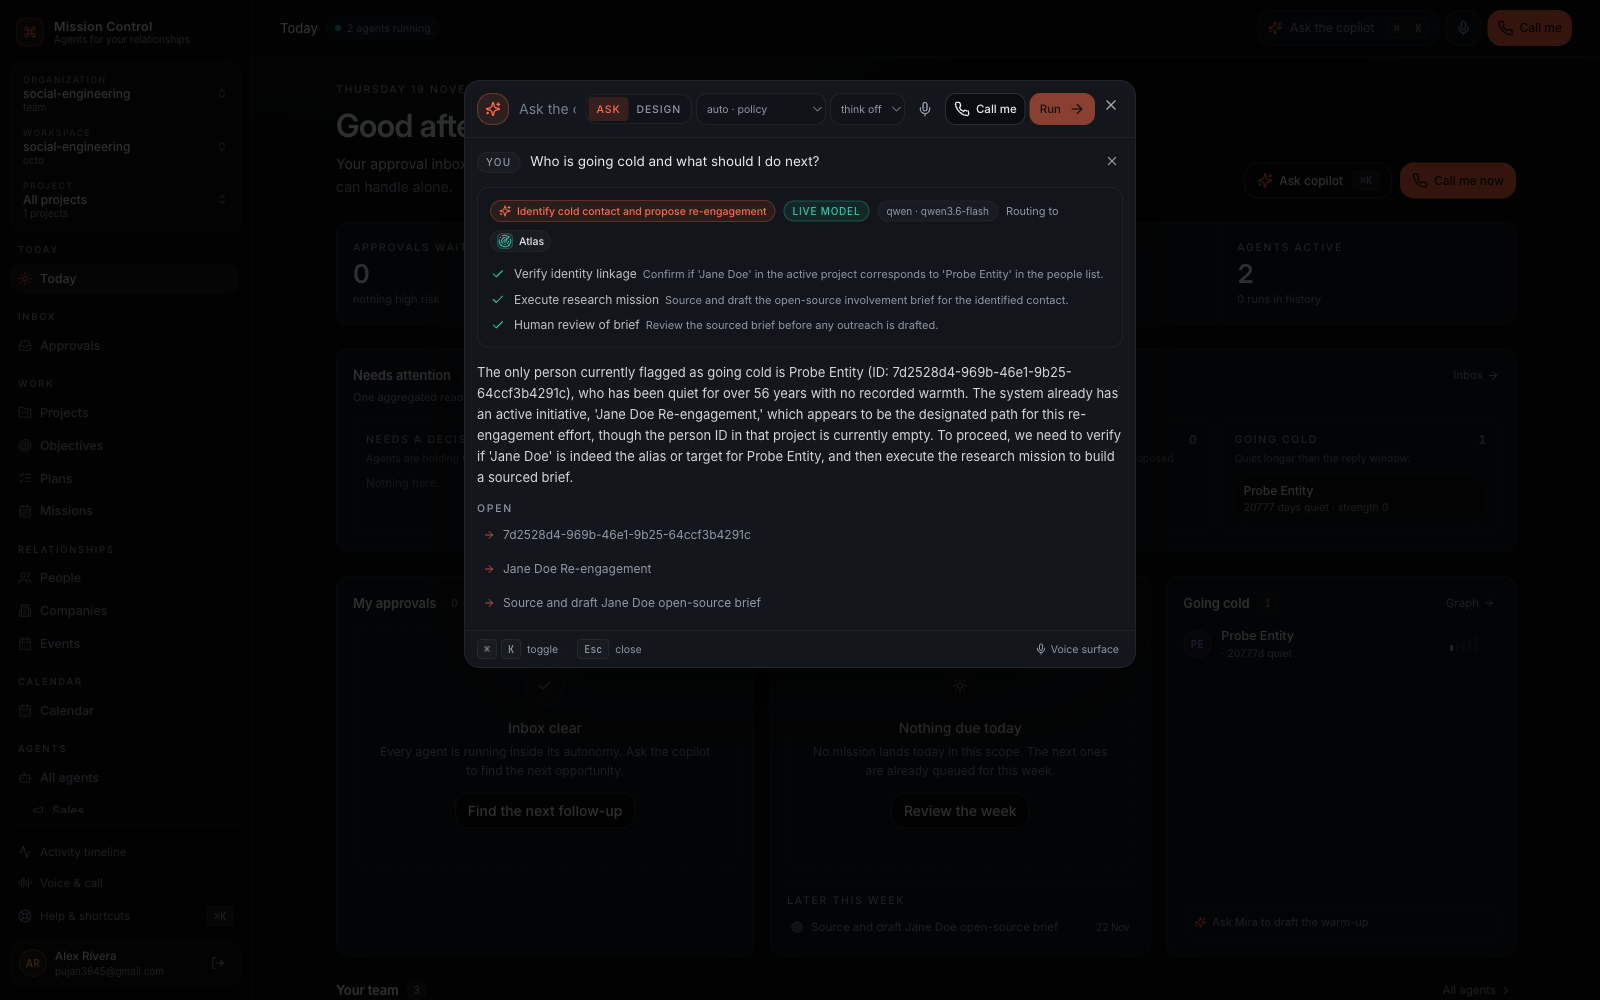 Mission Control
Agents for your relationships
ORGANIZATION
social-engineering
team
WORKSPACE
social-engineering
octo
PROJECT
All projects
1 projects
TODAY
Today
INBOX
Approvals
WORK
Projects
Objectives
Plans
Missions
RELATIONSHIPS
People
Companies
Events
CALENDAR
Calendar
AGENTS
All agents
Sales
Activity timeline
Voice & call
Help & shortcuts ⌘K
AR
Alex Rivera
pujan3645@gmail.com
Today 2 agents running
Ask the copilot ⌘ K
Call me
THURSDAY 19 NOVE
Good afte
Your approval inbox
can handle alone.
Ask copilot ⌘K
Call me now
APPROVALS WAIT
0
nothing high risk
AGENTS ACTIVE
2
0 runs in history
Needs attention
One aggregated read
Inbox
NEEDS A DECIS
Agents are holding
Nothing here.
0
posed
GOING COLD 1
Quiet longer than the reply window.
Probe Entity
20777 days quiet · strength 0
Ask the c
ASK DESIGN
auto · policy
think off
Call me
Run
YOU Who is going cold and what should I do next?
Identify cold contact and propose re-engagement LIVE MODEL qwen · qwen3.6-flash Routing to
Atlas
Verify identity linkage Confirm if 'Jane Doe' in the active project corresponds to 'Probe Entity' in the people list.
Execute research mission Source and draft the open-source involvement brief for the identified contact.
Human review of brief Review the sourced brief before any outreach is drafted.
The only person currently flagged as going cold is Probe Entity (ID: 7d2528d4-969b-46e1-9b25-
64ccf3b4291c), who has been quiet for over 56 years with no recorded warmth. The system already has
an active initiative, 'Jane Doe Re-engagement,' which appears to be the designated path for this re-
engagement effort, though the person ID in that project is currently empty. To proceed, we need to verify
if 'Jane Doe' is indeed the alias or target for Probe Entity, and then execute the research mission to build
a sourced brief.
OPEN
7d2528d4-969b-46e1-9b25-64ccf3b4291c
Jane Doe Re-engagement
Source and draft Jane Doe open-source brief
⌘ K toggle Esc close
Voice surface
My approvals 0
Inbox clear
Every agent is running inside its autonomy. Ask the copilot
to find the next opportunity.
Find the next follow-up
Nothing due today
No mission lands today in this scope. The next ones
are already queued for this week.
Review the week
LATER THIS WEEK
Source and draft Jane Doe open-source brief 22 Nov
Going cold 1
Graph
PE
Probe Entity
· 20777d quiet
Ask Mira to draft the warm-up
Your team 3
All agents